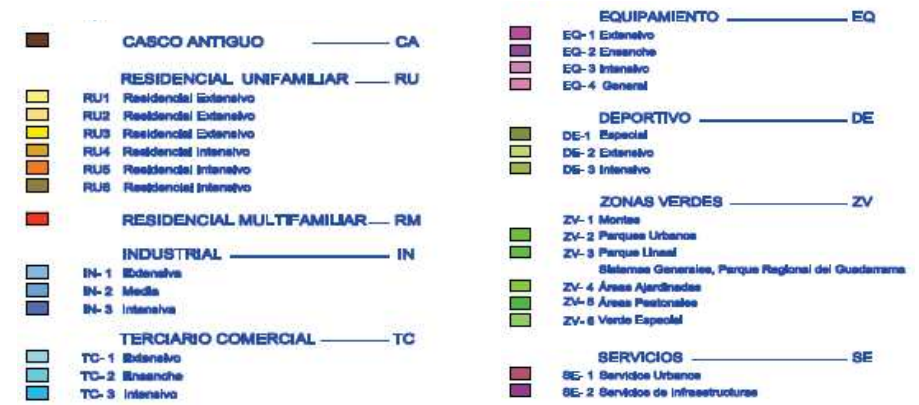 CASCO ANTIGUO CA
RESIDENCIAL UNIFAMILIAR RU
RU1 Residencial Extensivo
RU2 Residencial Extensivo
RU3 Residencial Extensivo
RU4 Residencial Intensivo
RU5 Residencial Intensivo
RU6 Residencial Intensivo
RESIDENCIAL MULTIFAMILIAR RM
INDUSTRIAL IN
IN-1 Extensiva
IN-2 Media
IN-3 Intensiva
TERCIARIO COMERCIAL TC
TC-1 Extensivo
TC-2 Ensanche
TC-3 Intensivo
EQUIPAMIENTO EQ
EQ-1 Extensivo
EQ-2 Ensanche
EQ-3 Intensivo
EQ-4 General
DEPORTIVO DE
DE-1 Especial
DE-2 Extensivo
DE-3 Intensivo
ZONAS VERDES ZV
ZV-1 Montes
ZV-2 Parques Urbanos
ZV-3 Parque Lineal
Sistemas Generales, Parque Regional del Guadarrama
ZV-4 Áreas Ajardinadas
ZV-5 Áreas Peatonales
ZV-6 Verde Especial
SERVICIOS SE
SE-1 Servicios Urbanos
SE-2 Servicios de Infraestructuras